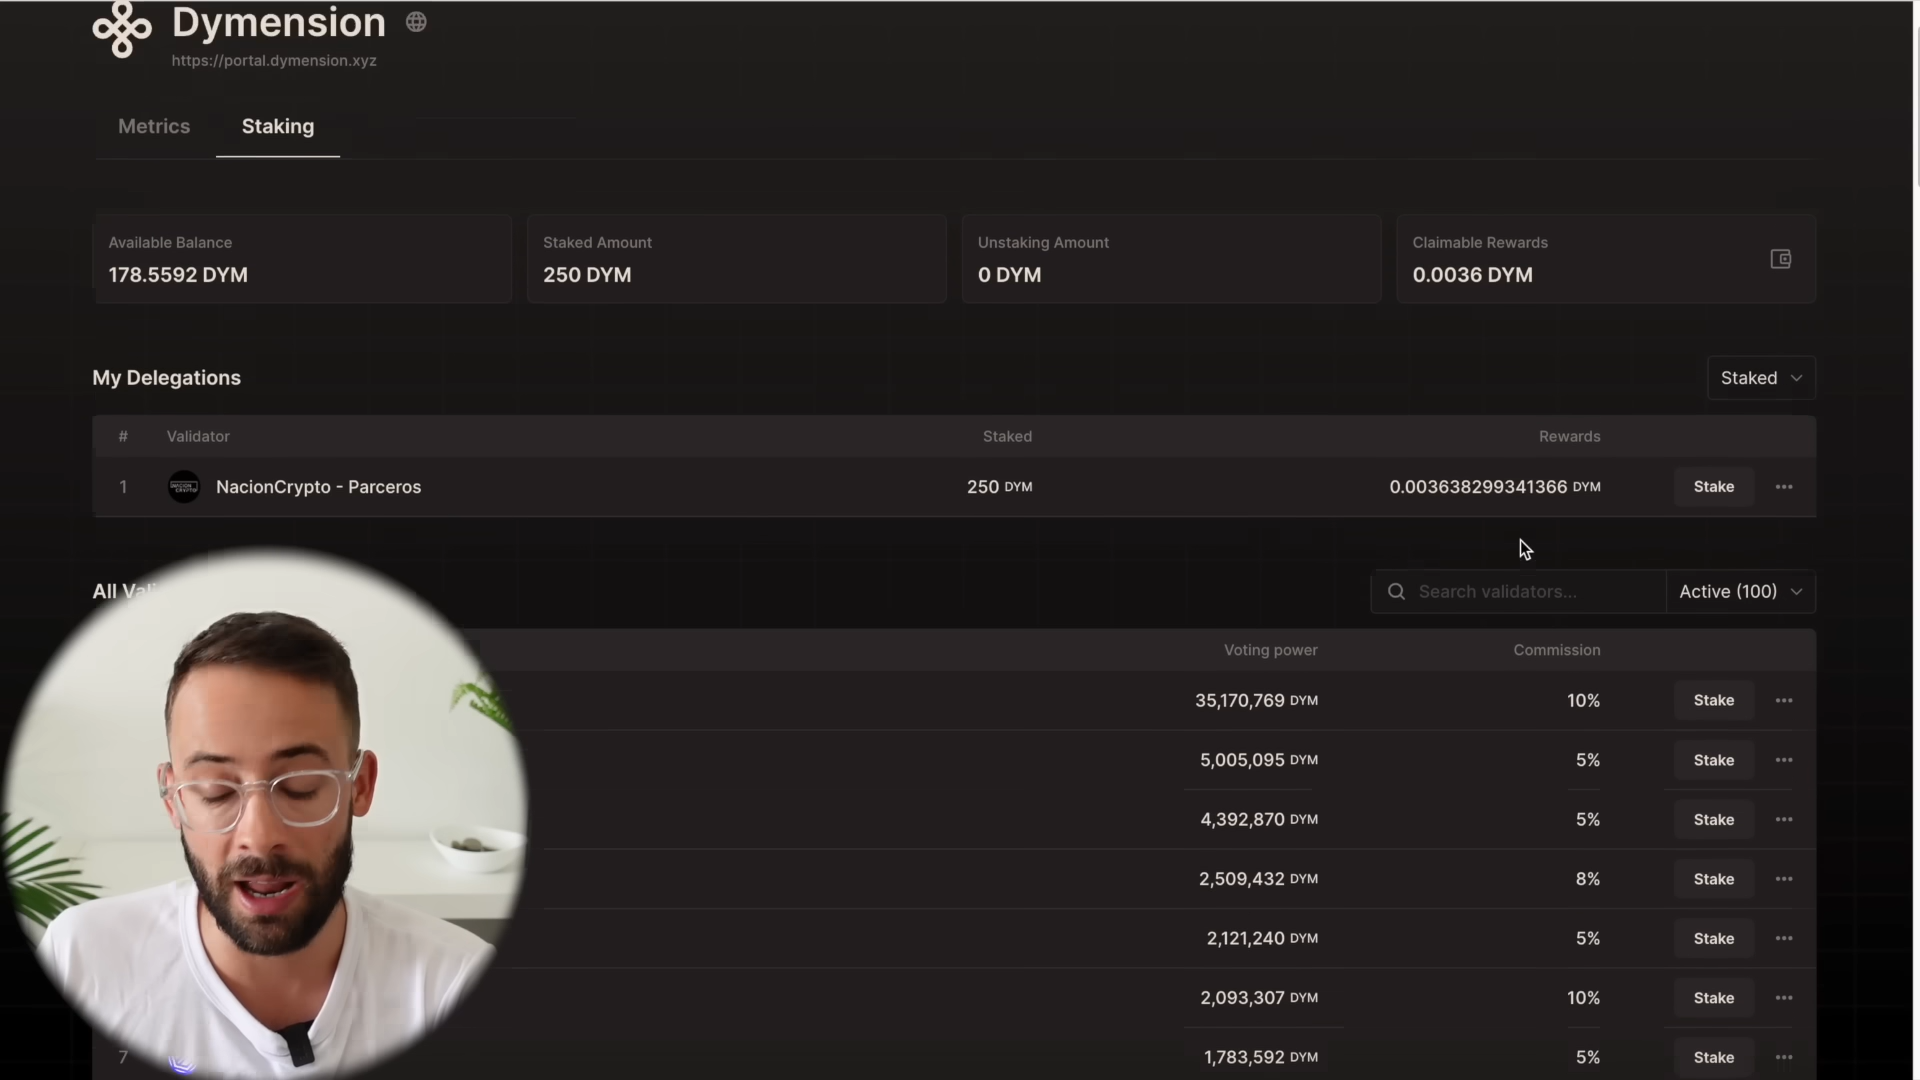 Dymension
https://portal.dymension.xyz
Metrics Staking
Available Balance Staked Amount Unstaking Amount Claimable Rewards
178.5592 DYM 250 DYM 0 DYM 0.0036 DYM
My Delegations Staked
# Validator Staked Rewards
1 NACION CRYPTO NacionCrypto - Parceros 250 DYM 0.003638299341366 DYM Stake
All Search validators... Active (100)
Voting power Commission
35,170,769 DYM 10% Stake
5,005,095 DYM 5% Stake
4,392,870 DYM 5% Stake
2,509,432 DYM 8% Stake
2,121,240 DYM 5% Stake
2,093,307 DYM 10% Stake
7 1,783,592 DYM 5% Stake